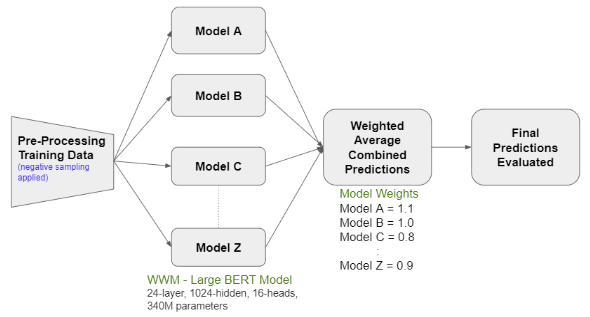 Pre-Processing
Training Data
(negative sampling
applied)
Model A
Model B
Model C
Model Z
WWM - Large BERT Model
24-layer, 1024-hidden, 16-heads,
340M parameters
Weighted
Average
Combined
Predictions
Model Weights
Model A = 1.1
Model B = 1.0
Model C = 0.8
:
Model Z = 0.9
Final
Predictions
Evaluated